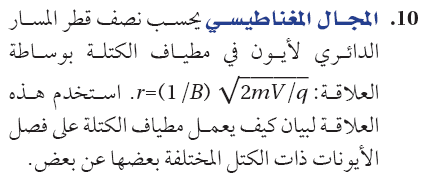 10. المجال المغناطيسي يحسب نصف قطر المسار
الدائري لأيون في مطياف الكتلة بوساطة
العلاقة: r=(1/B) √2mV/q. استخدم هذه
العلاقة لبيان كيف يعمل مطياف الكتلة على فصل
الأيونات ذات الكتل المختلفة بعضها عن بعض.